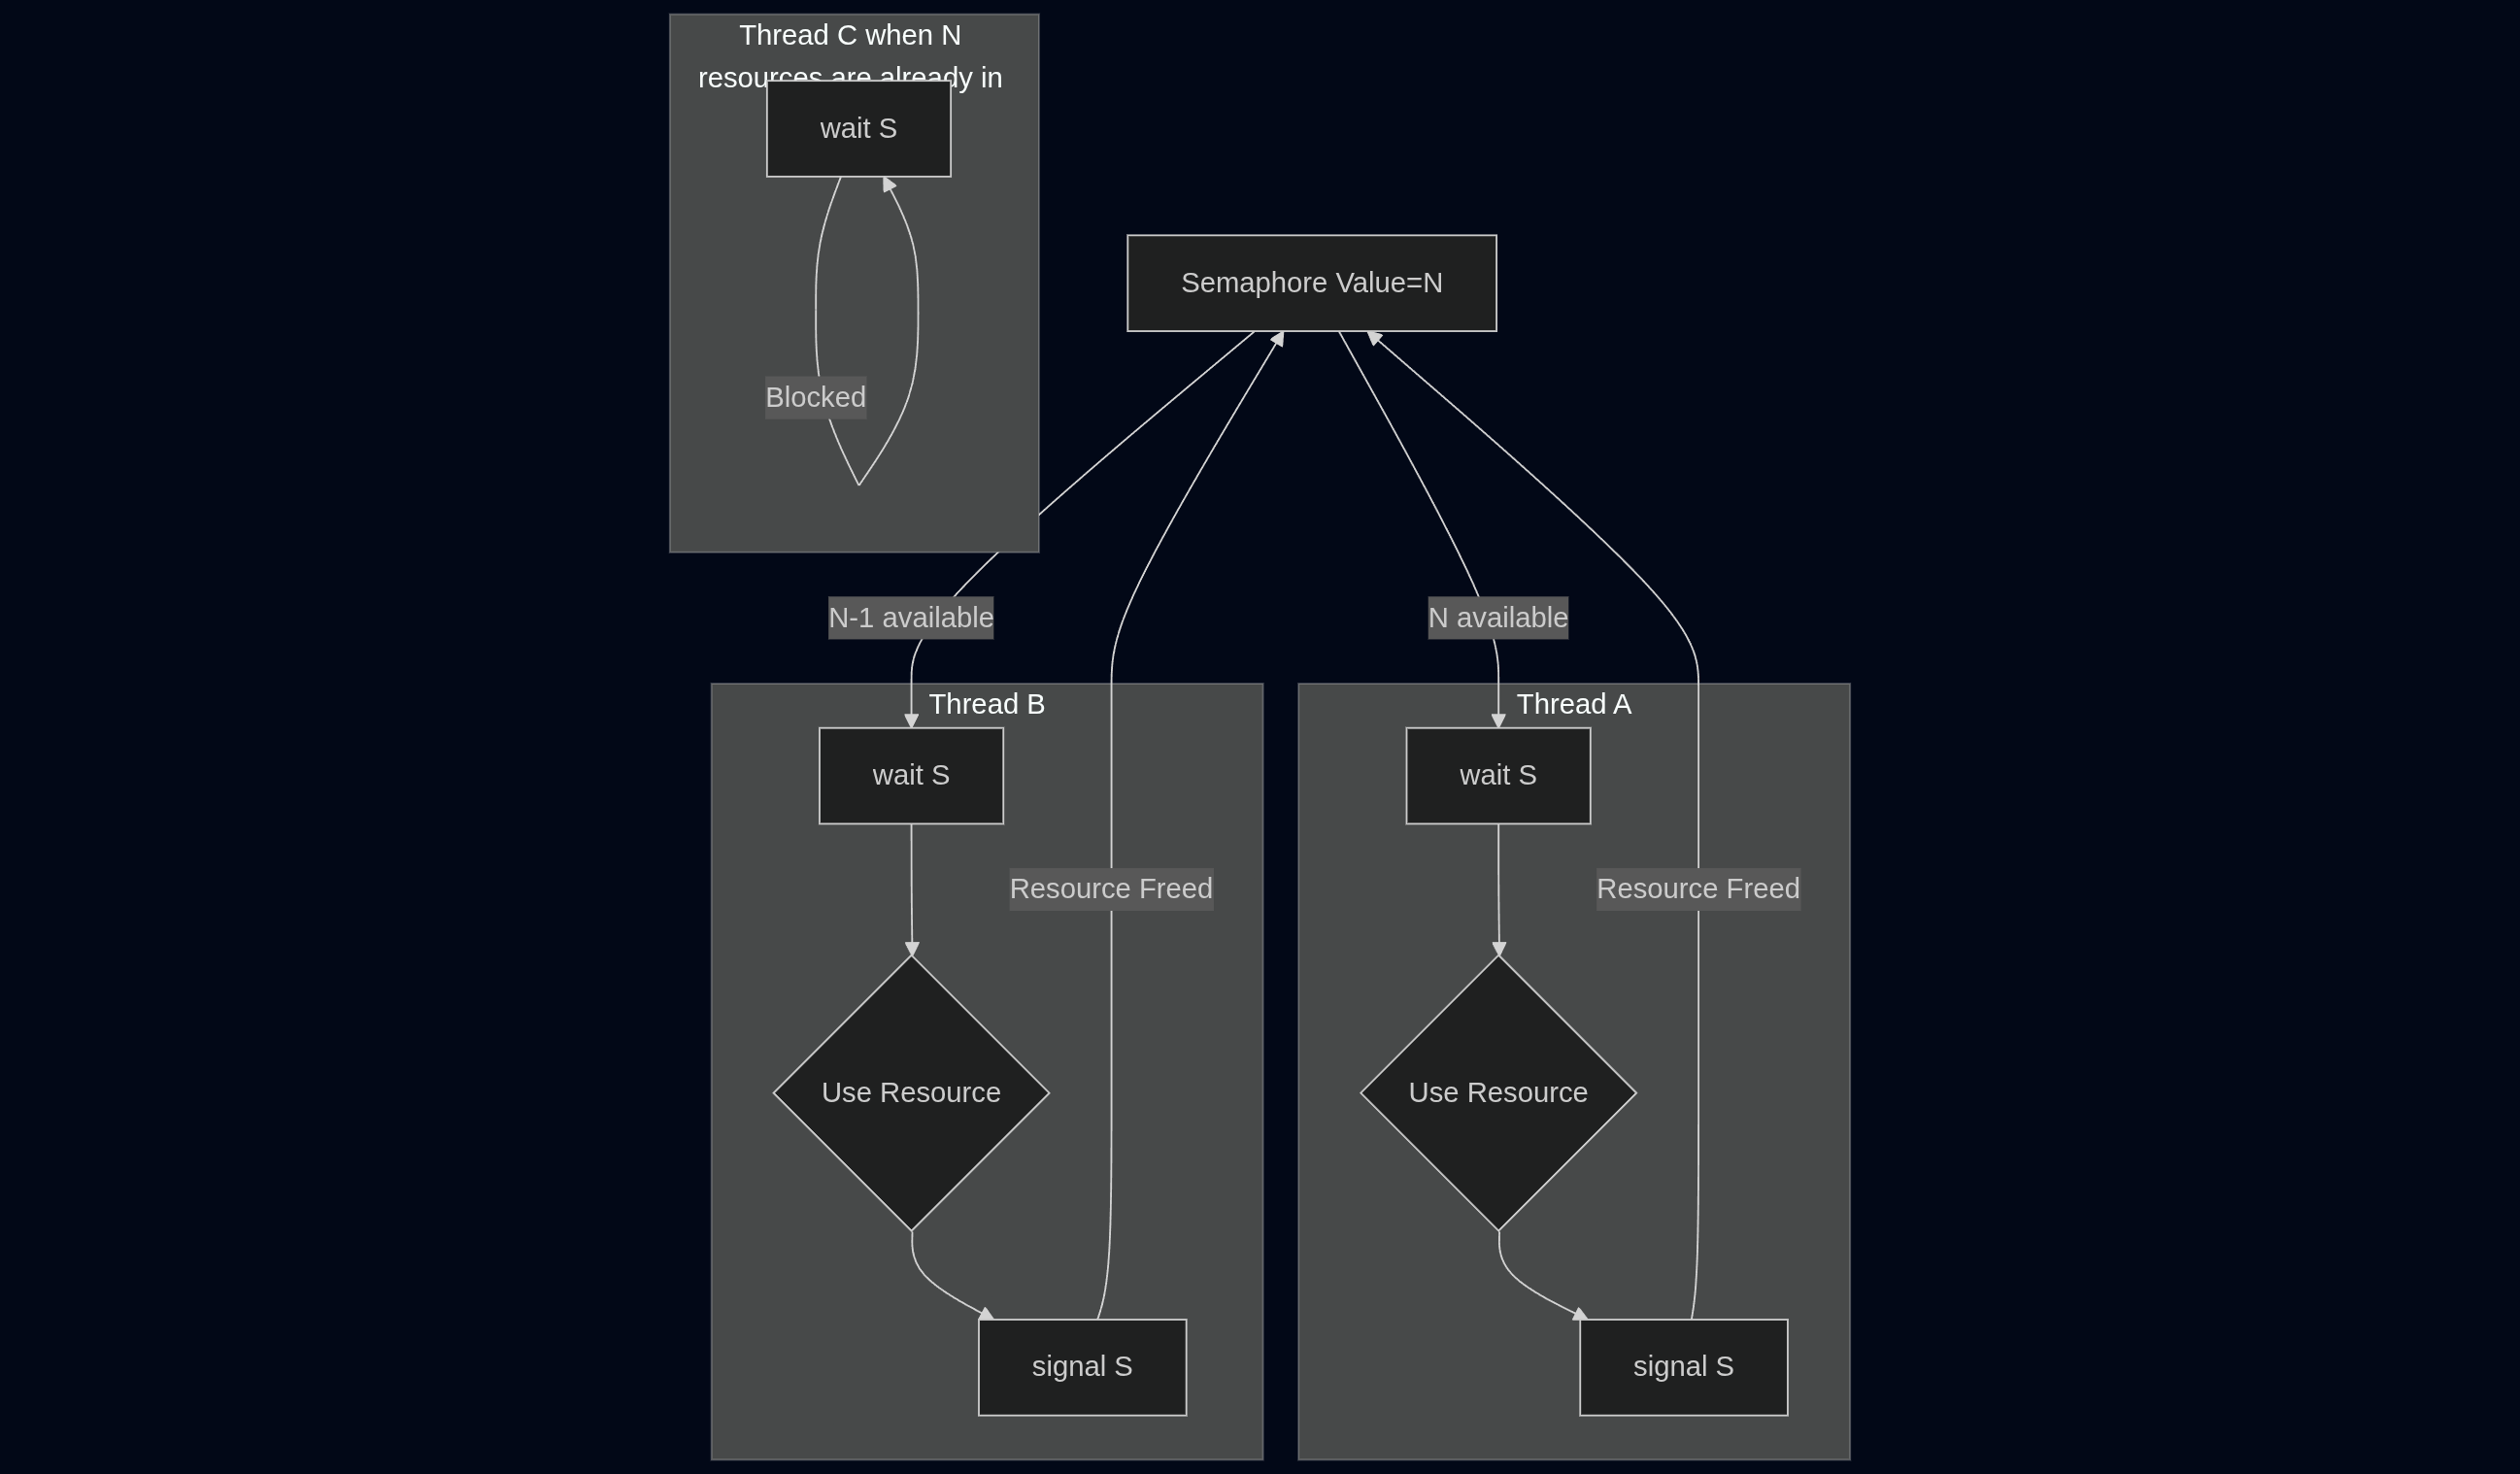 Thread C when N
resources are already in
wait S
Semaphore Value=N
Blocked
N-1 available
N available
Thread B
Thread A
wait S
wait S
Resource Freed
Resource Freed
Use Resource
Use Resource
signal S
signal S